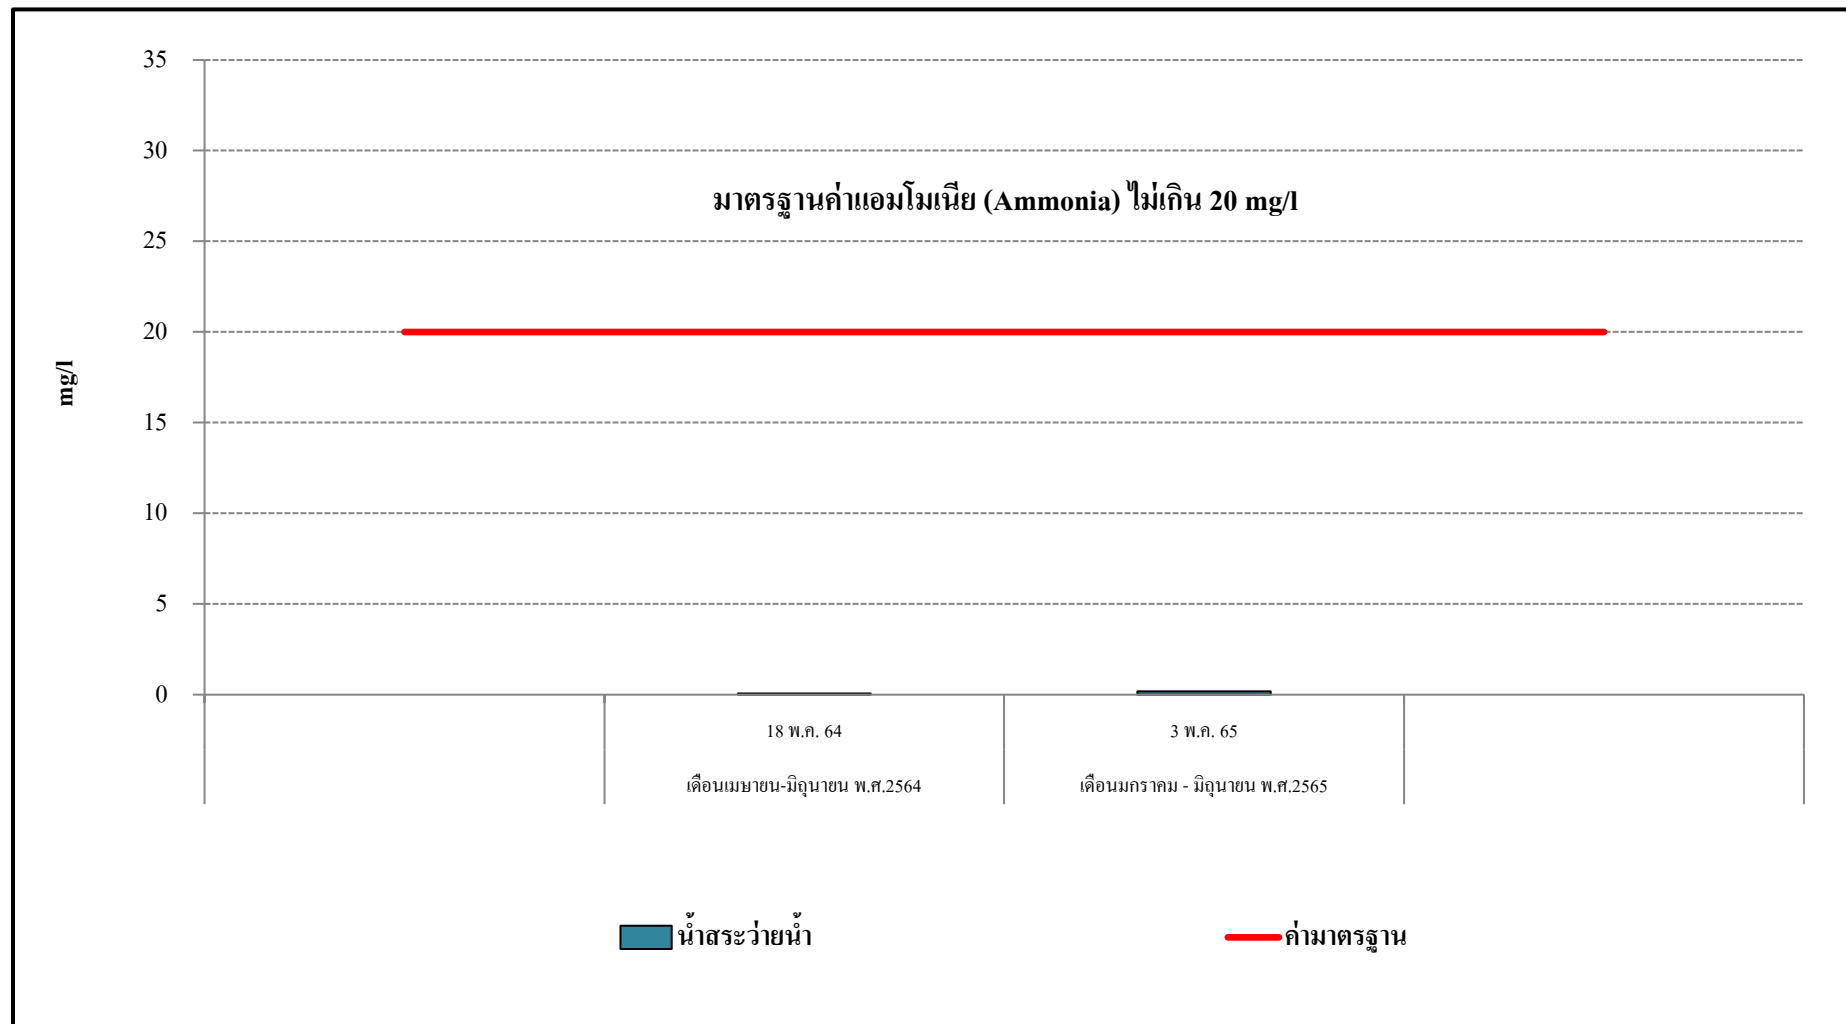 35
30
มาตรฐานค่าแอมโมเนีย (Ammonia) ไม่เกิน 20 mg/l
25
20
mg/l
15
10
5
0
18 พ.ค. 64
3 พ.ค. 65
เดือนเมษายน-มิถุนายน พ.ศ.2564
เดือนมกราคม - มิถุนายน พ.ศ.2565
น้ำสระว่ายน้ำ
ค่ามาตรฐาน